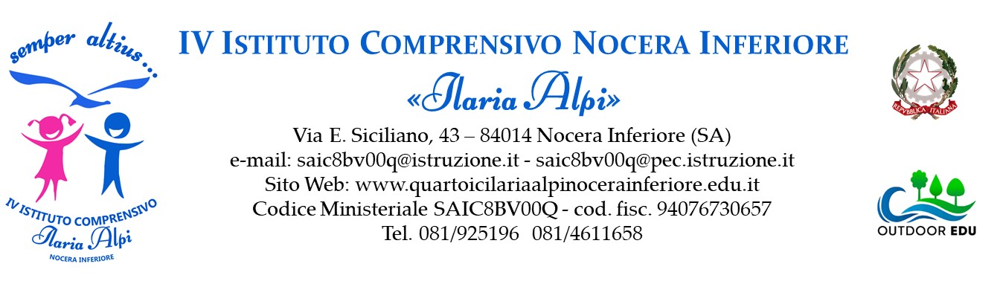 semper altius...
IV ISTITUTO COMPRENSIVO
Ilaria Alpi
NOCERA INFERIORE
IV ISTITUTO COMPRENSIVO NOCERA INFERIORE
«Ilaria Alpi»
Via E. Siciliano, 43 – 84014 Nocera Inferiore (SA)
e-mail: saic8bv00q@istruzione.it - saic8bv00q@pec.istruzione.it
Sito Web: www.quartoicilariaalpinocerainferiore.edu.it
Codice Ministeriale SAIC8BV00Q - cod. fisc. 94076730657
Tel. 081/925196 081/4611658
REPVBBLICA ITALIANA
OUTDOOR EDU